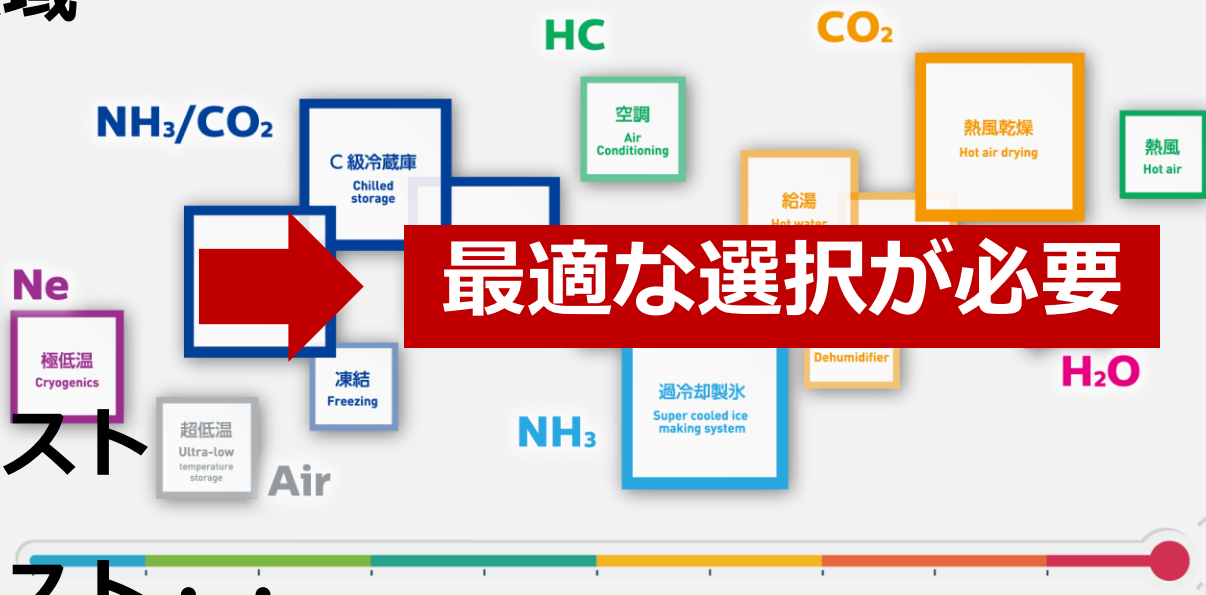 域
HC
CO₂
NH₃/CO₂
C 級冷蔵庫
Chilled
storage
空調
Air
Conditioning
熱風乾燥
Hot air drying
熱風
Hot air
給湯
Hot water
最適な選択が必要
Ne
極低温
Cryogenics
凍結
Freezing
Dehumidifier
H₂O
過冷却製氷
Super cooled ice
making system
NH₃
スト
超低温
Ultra-low
temperature
storage
Air
スト・・